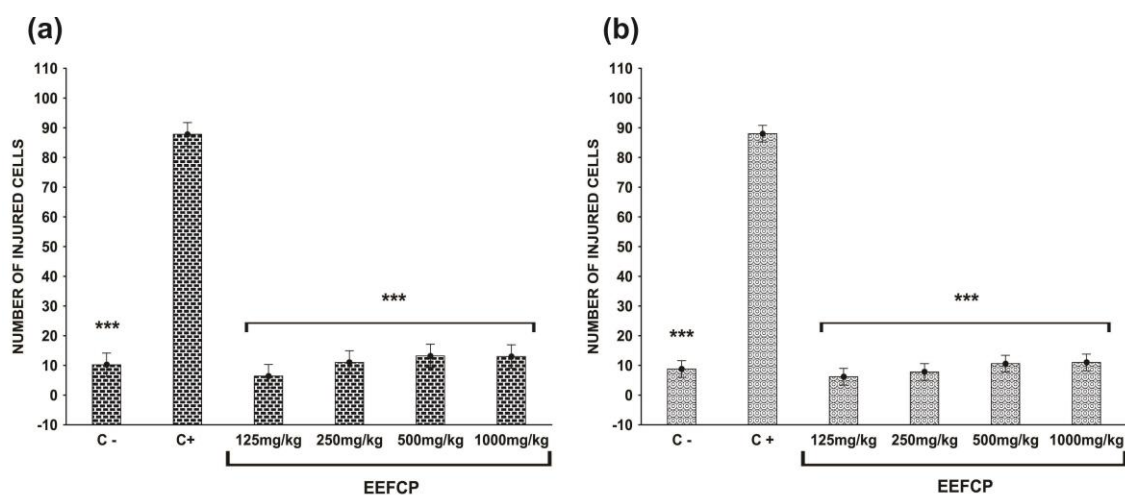 (a)
NUMBER OF INJURED CELLS
110
100
90
80
70
60
50
40
30
20
10
0
-10
***
***
C -
C+
125mg/kg
250mg/kg
500mg/kg
1000mg/kg
EEFCP
(b)
NUMBER OF INJURED CELLS
110
100
90
80
70
60
50
40
30
20
10
0
-10
***
***
C -
C +
125mg/kg
250mg/kg
500mg/kg
1000mg/kg
EEFCP